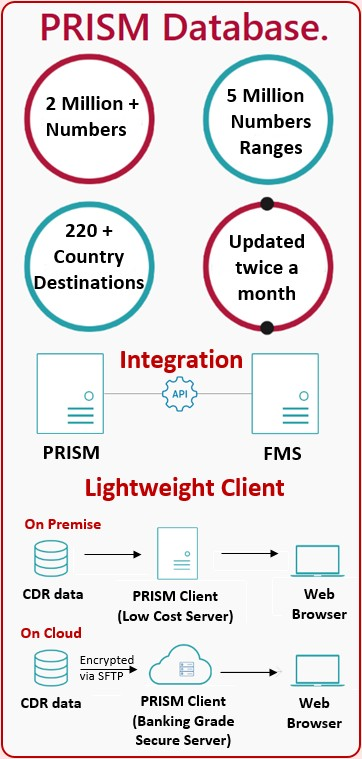 PRISM Database.
2 Million +
Numbers
5 Million
Numbers
Ranges
220 +
Country
Destinations
Updated
twice a
month
Integration
API
PRISM
FMS
Lightweight Client
On Premise
CDR data
PRISM Client
(Low Cost Server)
Web
Browser
On Cloud
Encrypted
via SFTP
CDR data
PRISM Client
(Banking Grade
Secure Server)
Web
Browser